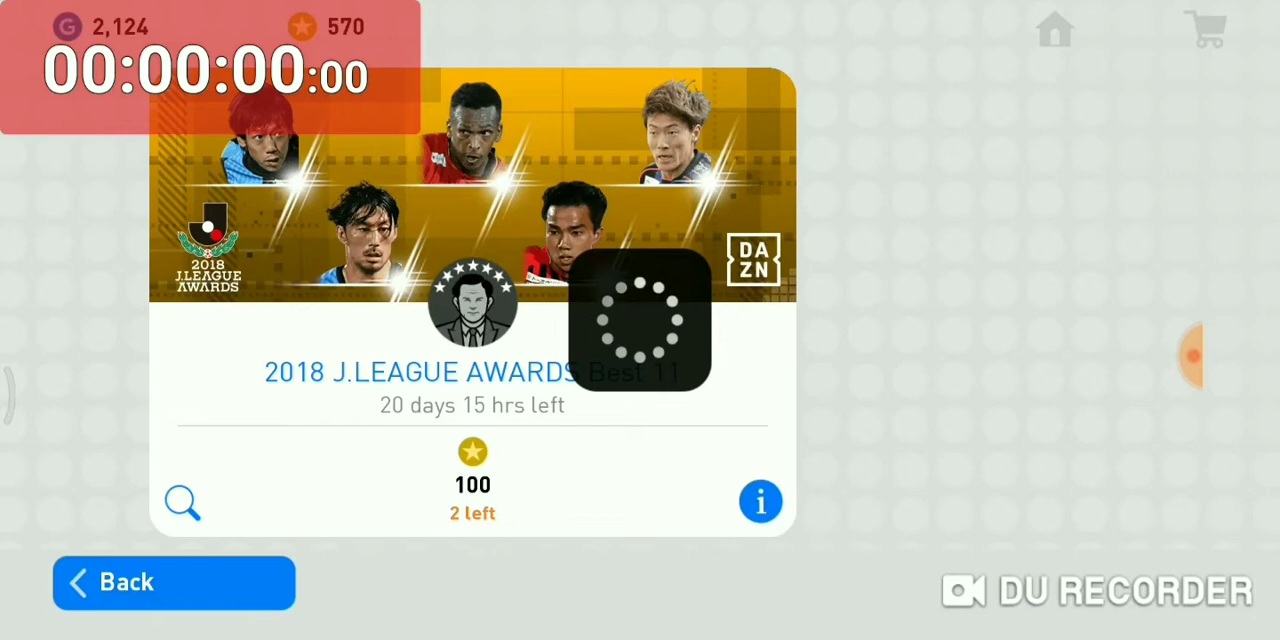 G 2,124
570
00:00:00:00
2018
J.LEAGUE
AWARDS
DA
ZN
2018 J.LEAGUE AWARDS Best 11
20 days 15 hrs left
100
2 left
i
Back
DU RECORDER